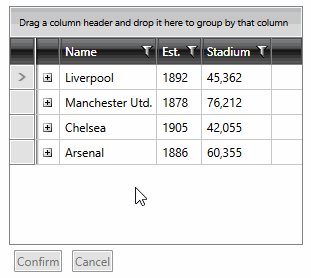 Drag a column header and drop it here to group by that column
Name Est. Stadium
Liverpool 1892 45,362
Manchester Utd. 1878 76,212
Chelsea 1905 42,055
Arsenal 1886 60,355
Confirm Cancel